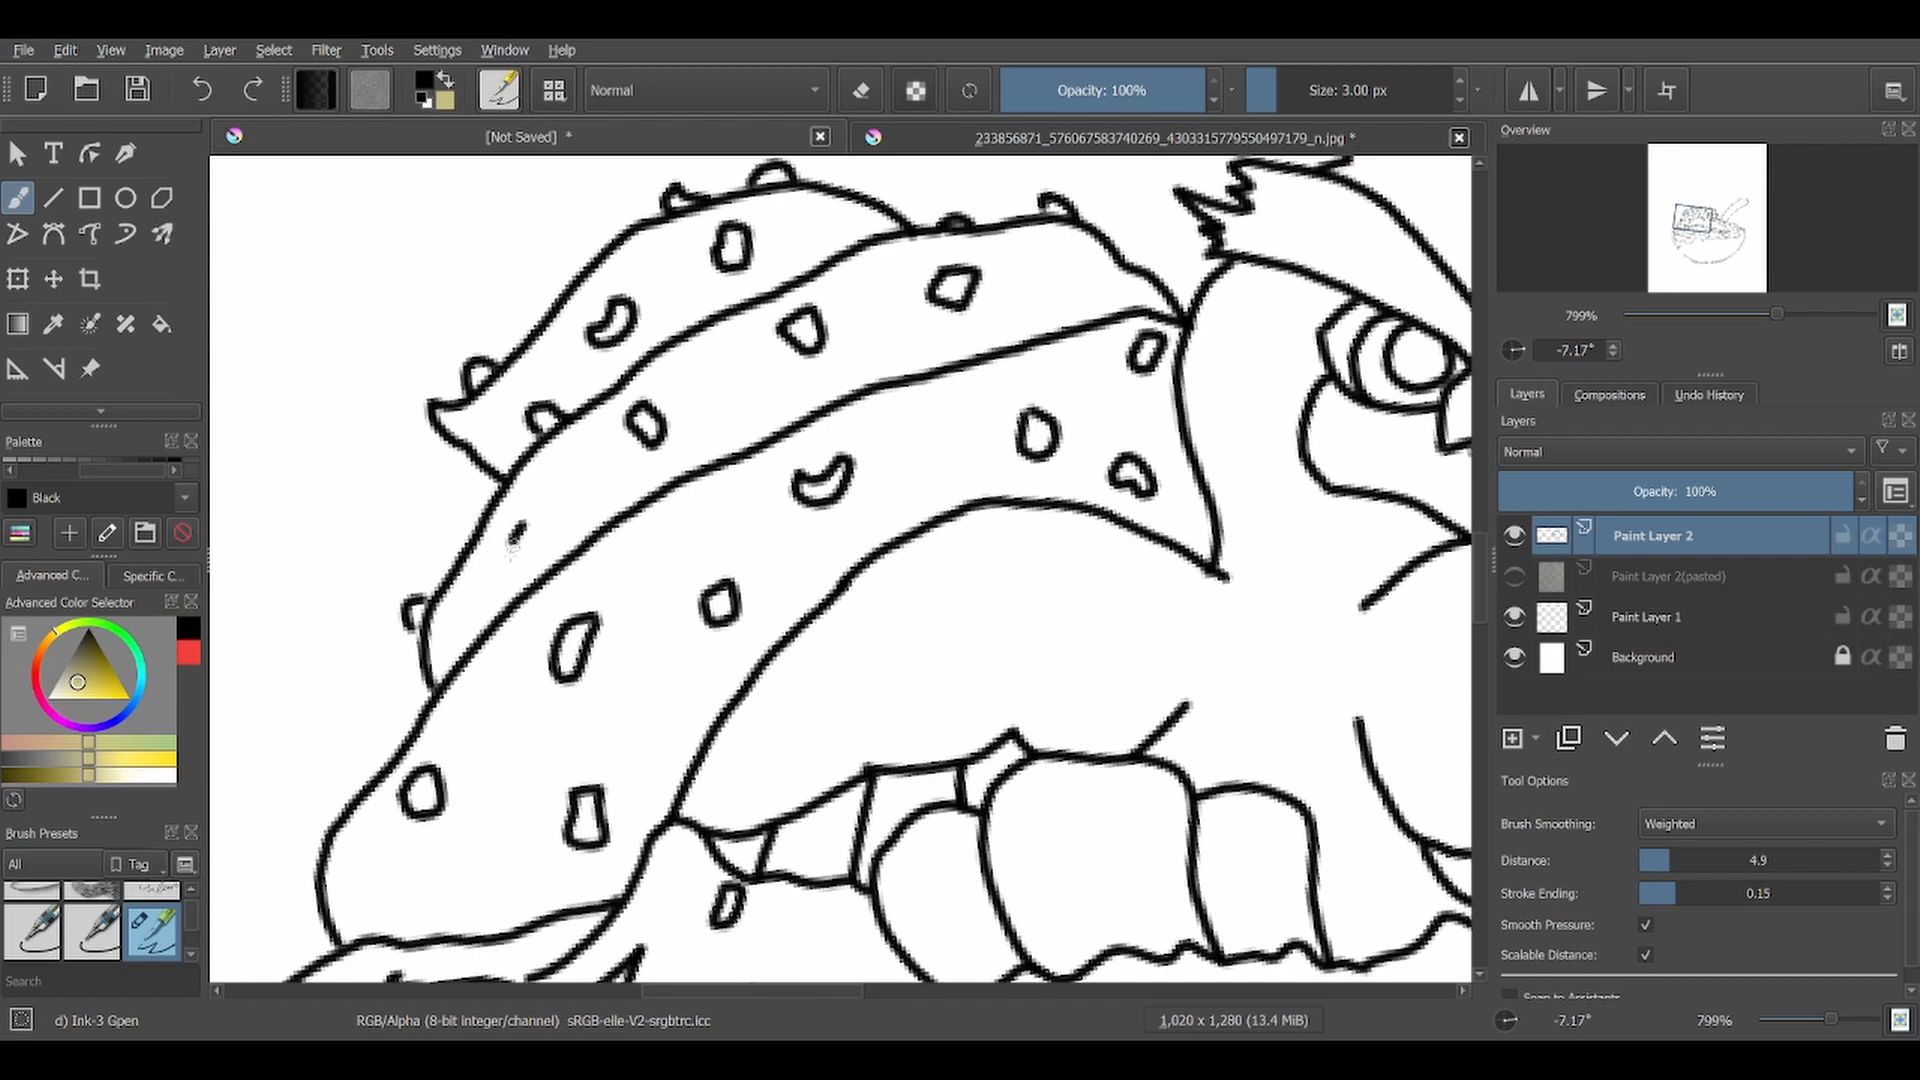 File Edit View Image Layer Select Filter Tools Settings Window Help
Normal
Opacity: 100%
Size: 3.00 px
[Not Saved] *
233856871_576067583740269_4303315779550497179_n.jpg *
Overview
799%
-7.17°
Layers Compositions Undo History
Layers
Normal
Opacity: 100%
Paint Layer 2
Paint Layer 2(pasted)
Paint Layer 1
Background
Tool Options
Brush Smoothing: Weighted
Distance: 4.9
Stroke Ending: 0.15
Smooth Pressure:
Scalable Distance:
Snap to Assistants
Palette
Black
Advanced C... Specific C...
Advanced Color Selector
Brush Presets
All Tag
Search
d) Ink-3 Gpen
RGB/Alpha (8-bit integer/channel) sRGB-elle-V2-srgbtrc.icc
1,020 x 1,280 (13.4 MiB)
-7.17°
799%